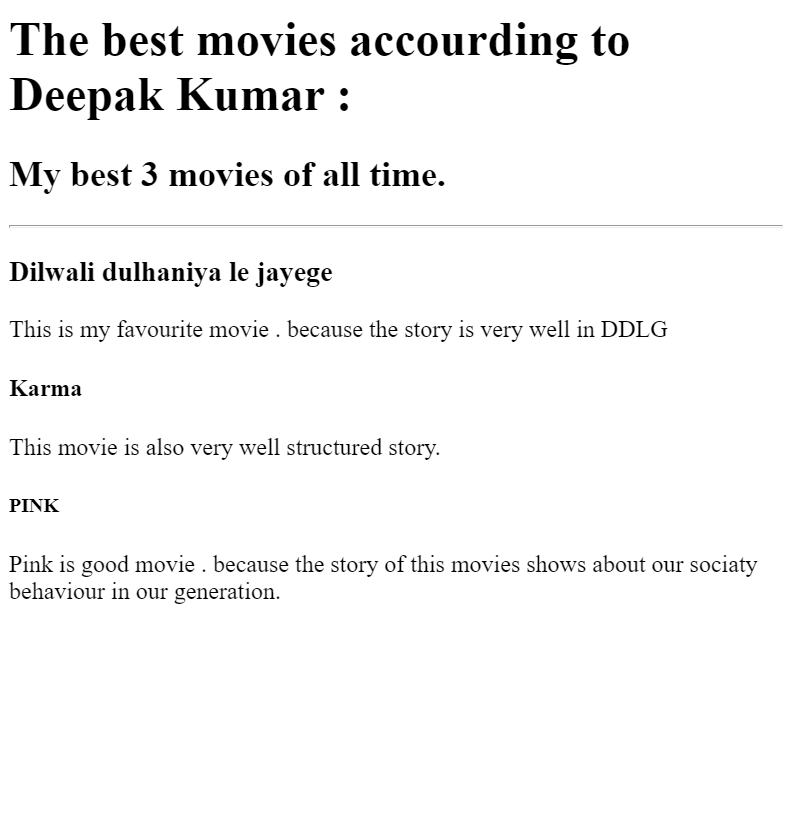 The best movies accourding to
Deepak Kumar :
My best 3 movies of all time.
Dilwali dulhaniya le jayege
This is my favourite movie . because the story is very well in DDLG
Karma
This movie is also very well structured story.
PINK
Pink is good movie . because the story of this movies shows about our sociaty
behaviour in our generation.